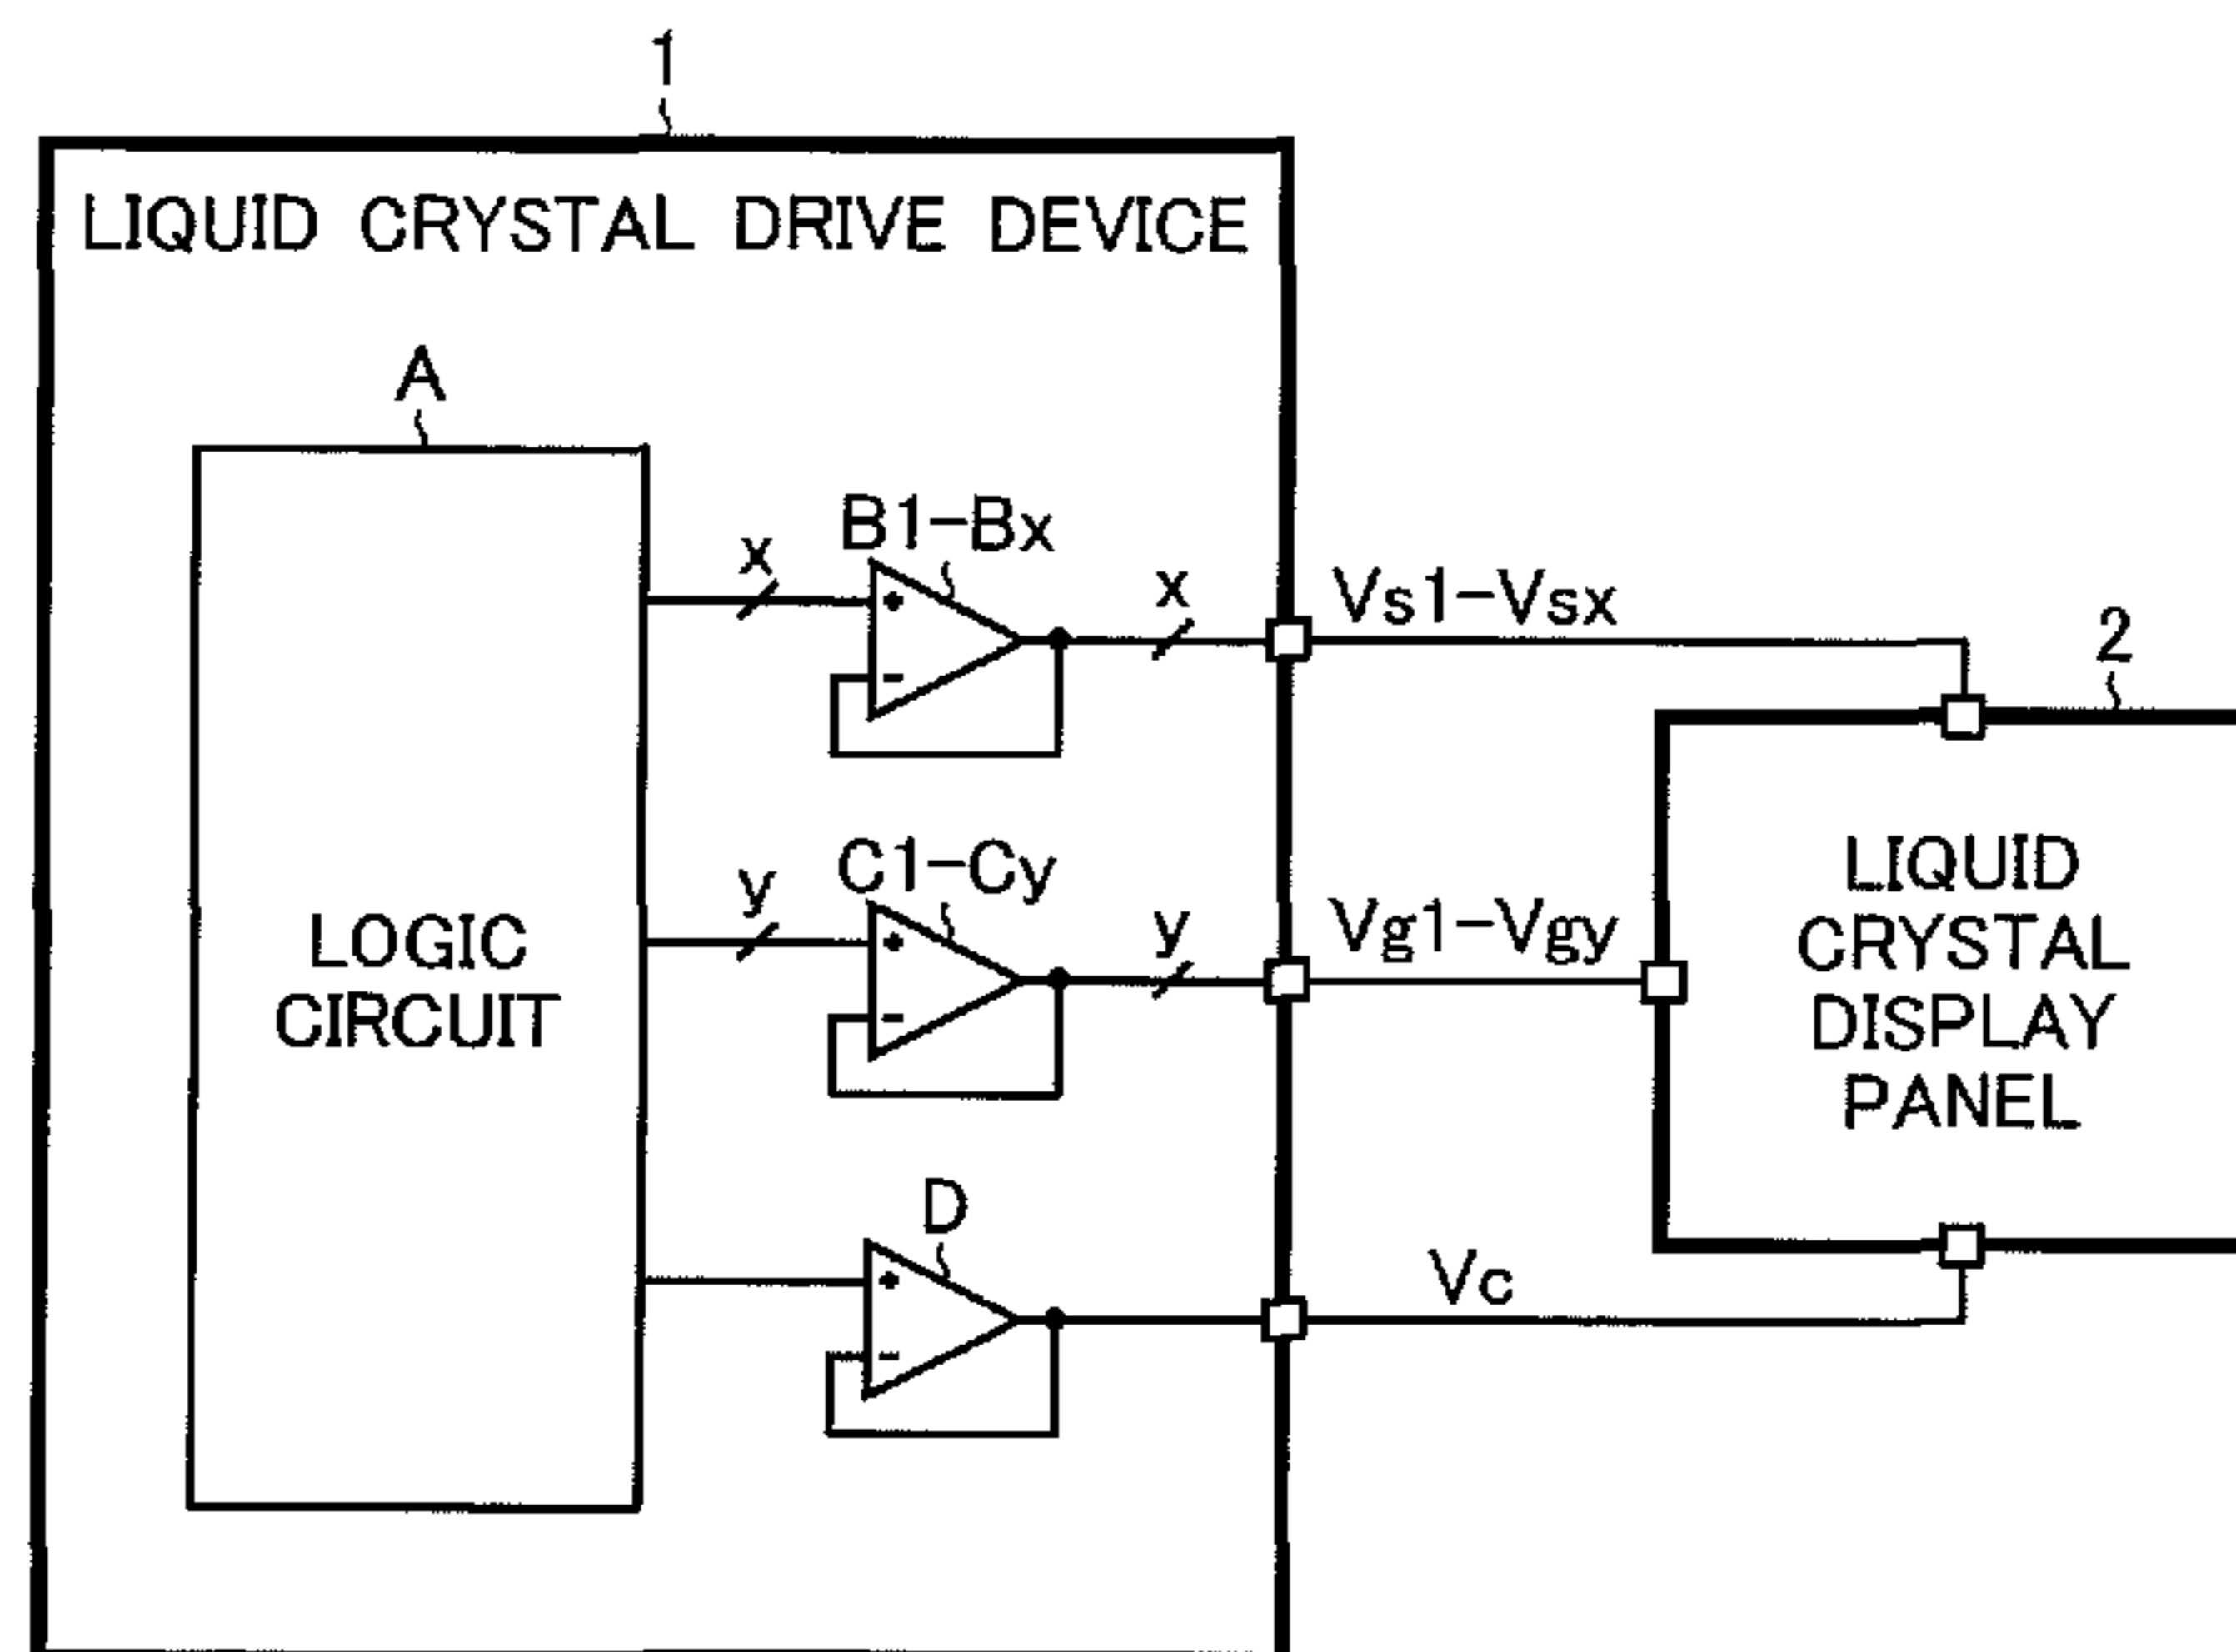 1
LIQUID CRYSTAL DRIVE DEVICE
A
B1-Bx
x
x
Vs1-Vsx
2
+
-
C1-Cy
y
y
Vg1-Vgy
+
-
LOGIC
CIRCUIT
LIQUID
CRYSTAL
DISPLAY
PANEL
D
Vc
+
-